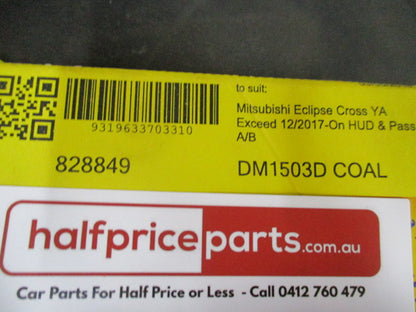 to suit:
Mitsubishi Eclipse Cross YA
Exceed 12/2017-On HUD & Pass
A/B
9319633703310
828849
DM1503D COAL
halfpriceparts.com.au
Car Parts For Half Price or Less - Call 0412 760 479